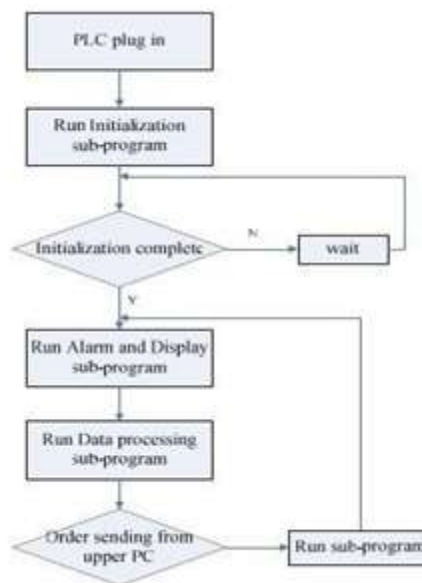 PLC plug in
Run Initialization
sub-program
Initialization complete
N
wait
Y
Run Alarm and Display
sub-program
Run Data processing
sub-program
Order sending from
upper PC
Run sub-program